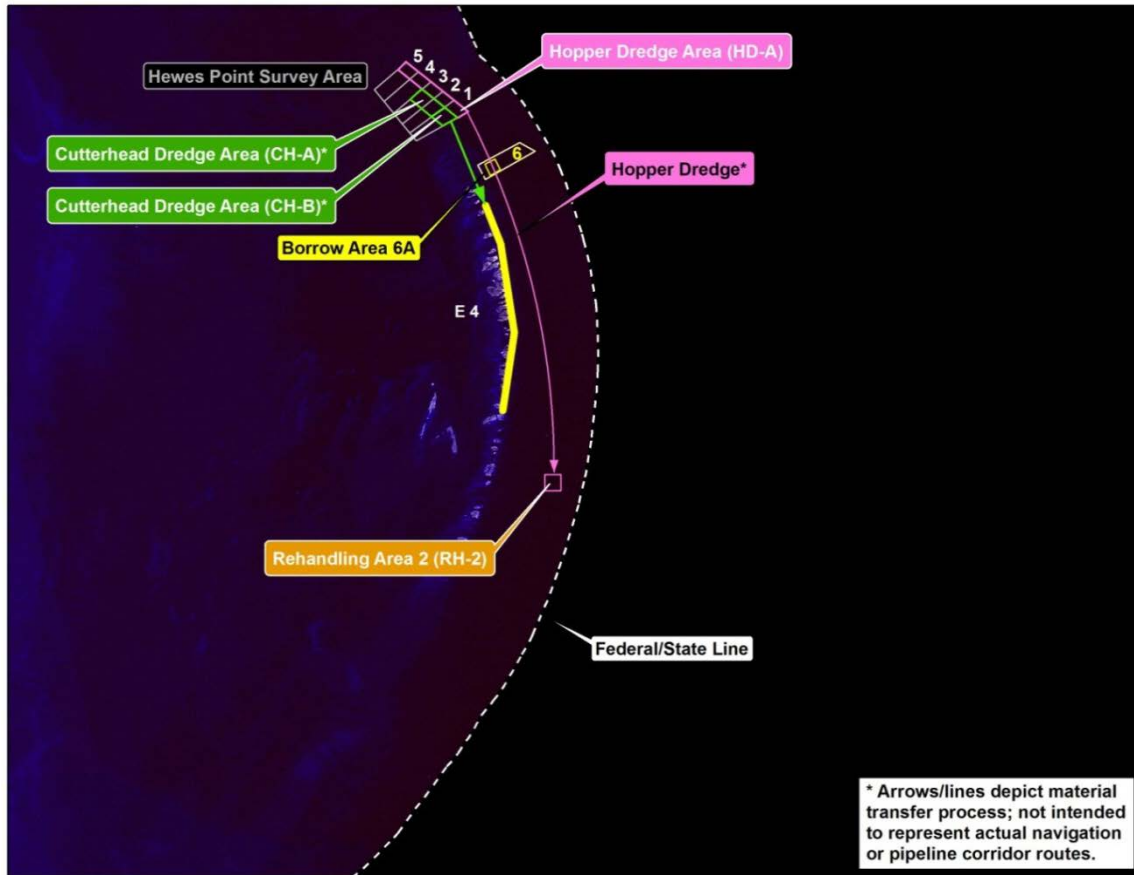 5
4
3
2
1
Hopper Dredge Area (HD-A)
Hewes Point Survey Area
Cutterhead Dredge Area (CH-A)*
6
Hopper Dredge*
Cutterhead Dredge Area (CH-B)*
Borrow Area 6A
E 4
Rehandling Area 2 (RH-2)
Federal/State Line
* Arrows/lines depict material
transfer process; not intended
to represent actual navigation
or pipeline corridor routes.